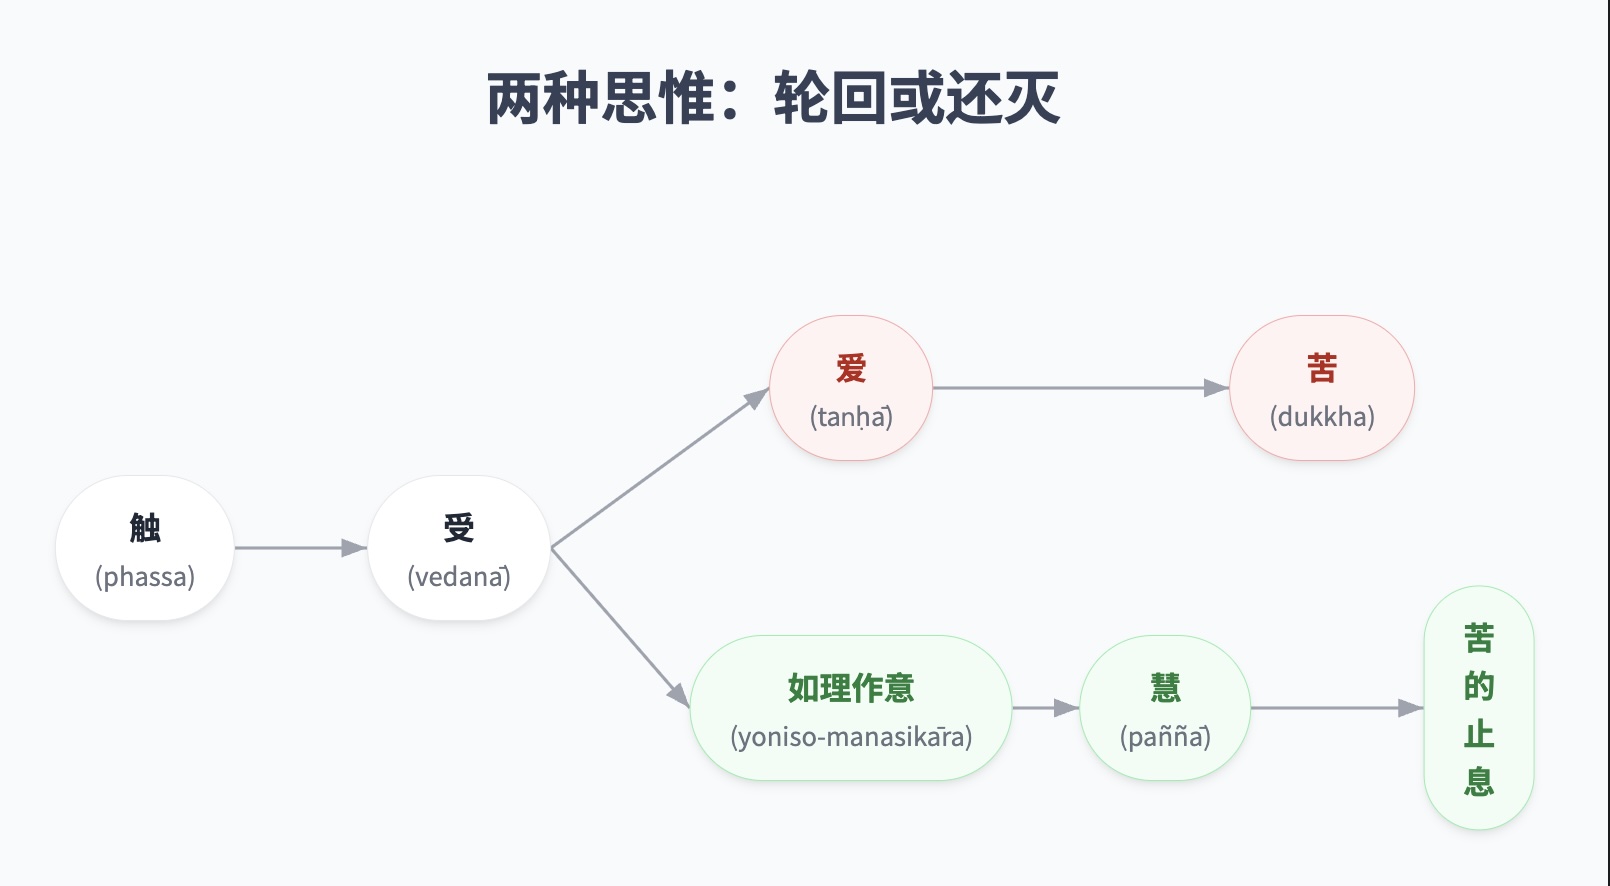 两种思惟：轮回或还灭
触
(phassa)
受
(vedanā)
爱
(tanḥā)
苦
(dukkha)
如理作意
(yoniso-manasikāra)
慧
(paññā)
苦
的
止
息